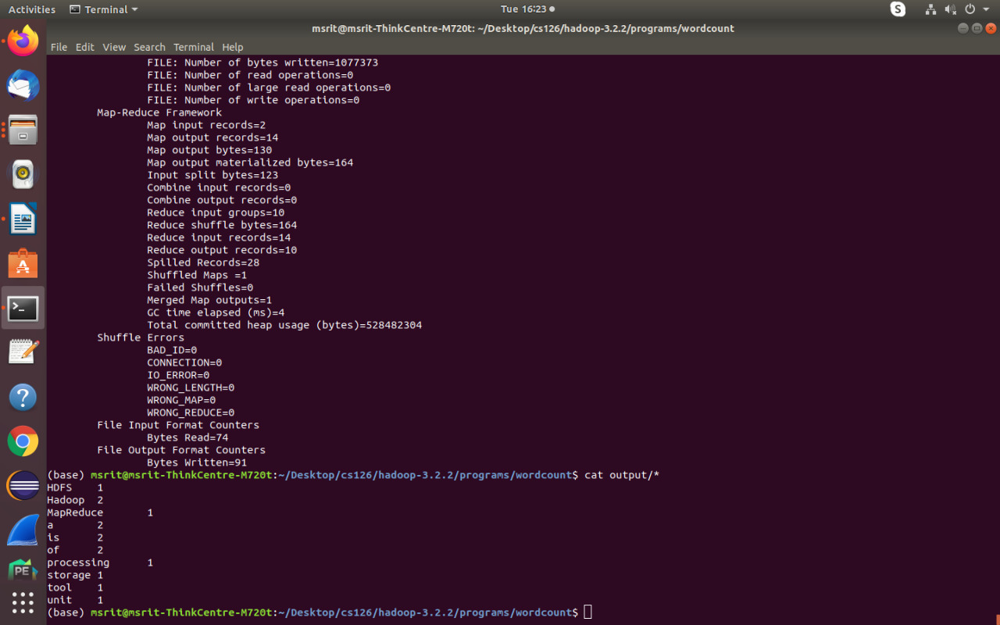 Activities Terminal Tue 16:23
msrit@msrit-ThinkCentre-M720t: ~/Desktop/cs126/hadoop-3.2.2/programs/wordcount
File Edit View Search Terminal Help
FILE: Number of bytes written=1077373
FILE: Number of read operations=0
FILE: Number of large read operations=0
FILE: Number of write operations=0
Map-Reduce Framework
Map input records=2
Map output records=14
Map output bytes=130
Map output materialized bytes=164
Input split bytes=123
Combine input records=0
Combine output records=0
Reduce input groups=10
Reduce shuffle bytes=164
Reduce input records=14
Reduce output records=10
Spilled Records=28
Shuffled Maps =1
Failed Shuffles=0
Merged Map outputs=1
GC time elapsed (ms)=4
Total committed heap usage (bytes)=528482304
Shuffle Errors
BAD_ID=0
CONNECTION=0
IO_ERROR=0
WRONG_LENGTH=0
WRONG_MAP=0
WRONG_REDUCE=0
File Input Format Counters
Bytes Read=74
File Output Format Counters
Bytes Written=91
(base) msrit@msrit-ThinkCentre-M720t:~/Desktop/cs126/hadoop-3.2.2/programs/wordcount$ cat output/*
HDFS 1
Hadoop 2
MapReduce 1
a 2
is 2
of 2
processing 1
storage 1
tool 1
unit 1
(base) msrit@msrit-ThinkCentre-M720t:~/Desktop/cs126/hadoop-3.2.2/programs/wordcount$
PE